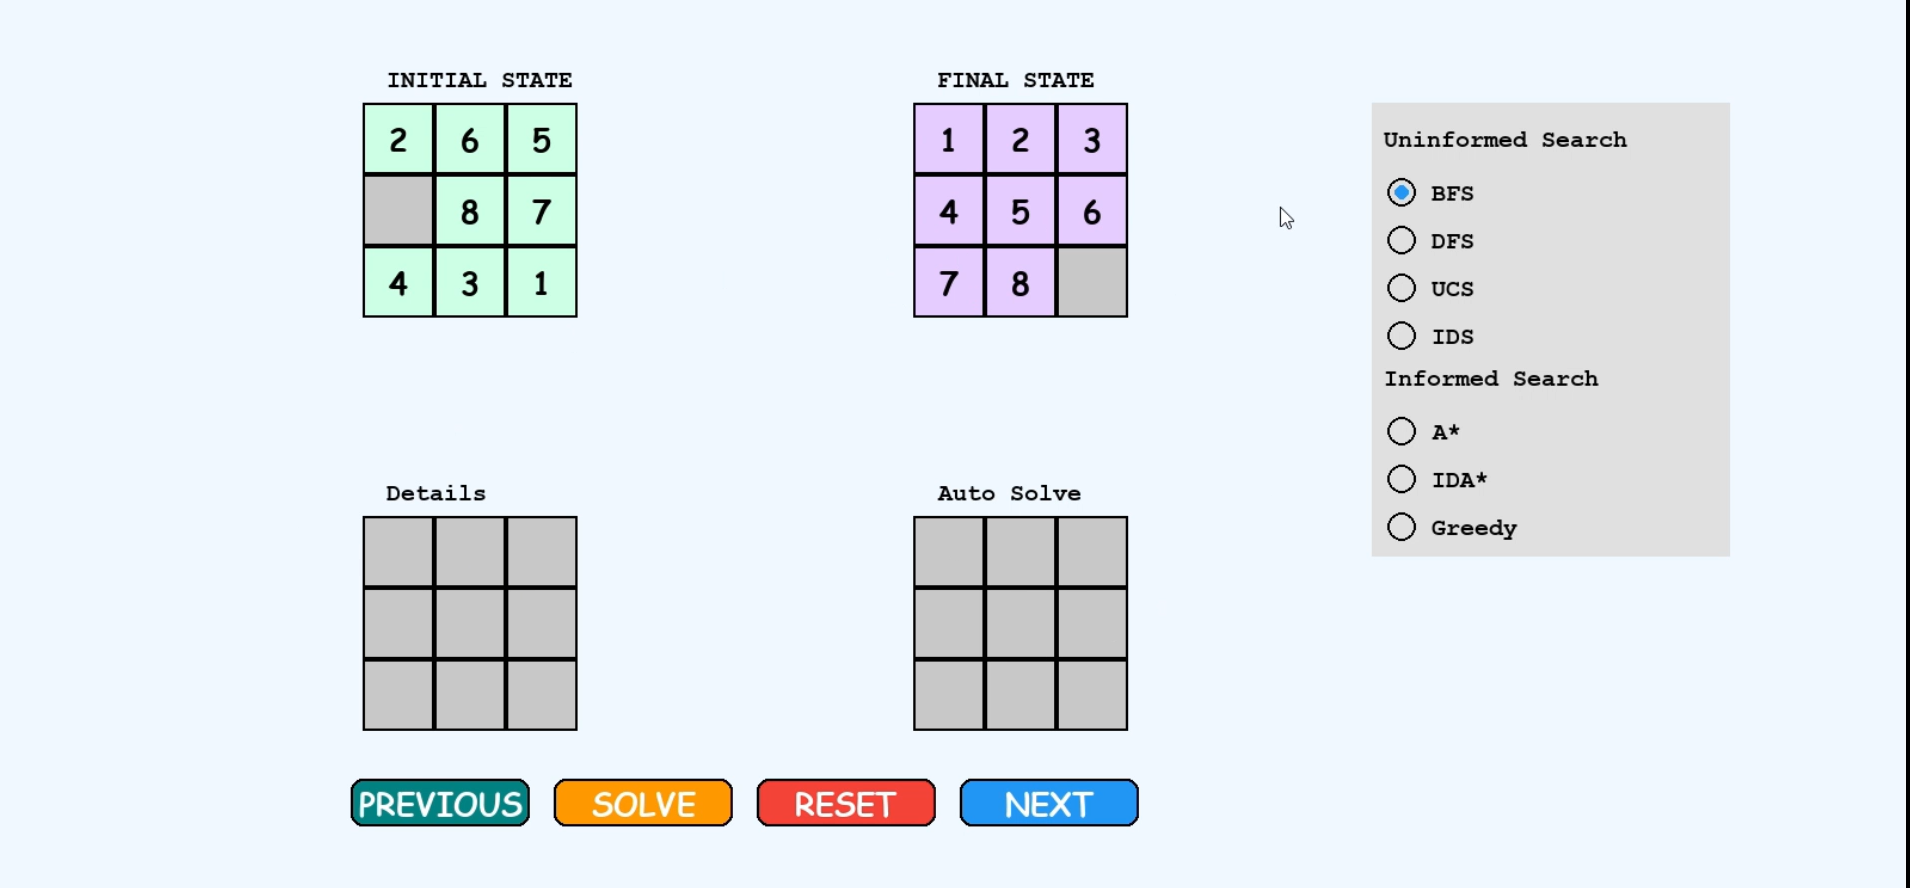 INITIAL STATE
2 6 5
8 7
4 3 1
FINAL STATE
1 2 3
4 5 6
7 8
Uninformed Search
BFS
DFS
UCS
IDS
Informed Search
A*
IDA*
Greedy
Details
Auto Solve
PREVIOUS
SOLVE
RESET
NEXT